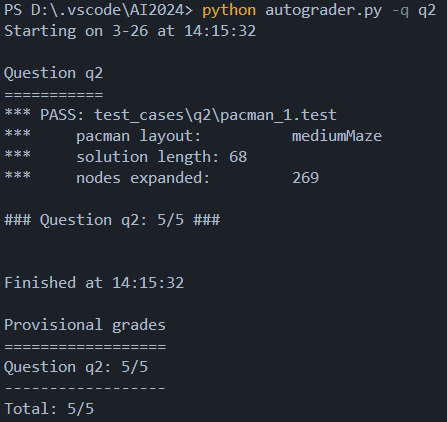 PS D:\.vscode\AI2024> python autograder.py -q q2
Starting on 3-26 at 14:15:32
Question q2
===========
*** PASS: test_cases\q2\pacman_1.test
***     pacman layout:          mediumMaze
***     solution length: 68
***     nodes expanded:         269
### Question q2: 5/5 ###
Finished at 14:15:32
Provisional grades
==================
Question q2: 5/5
------------------
Total: 5/5